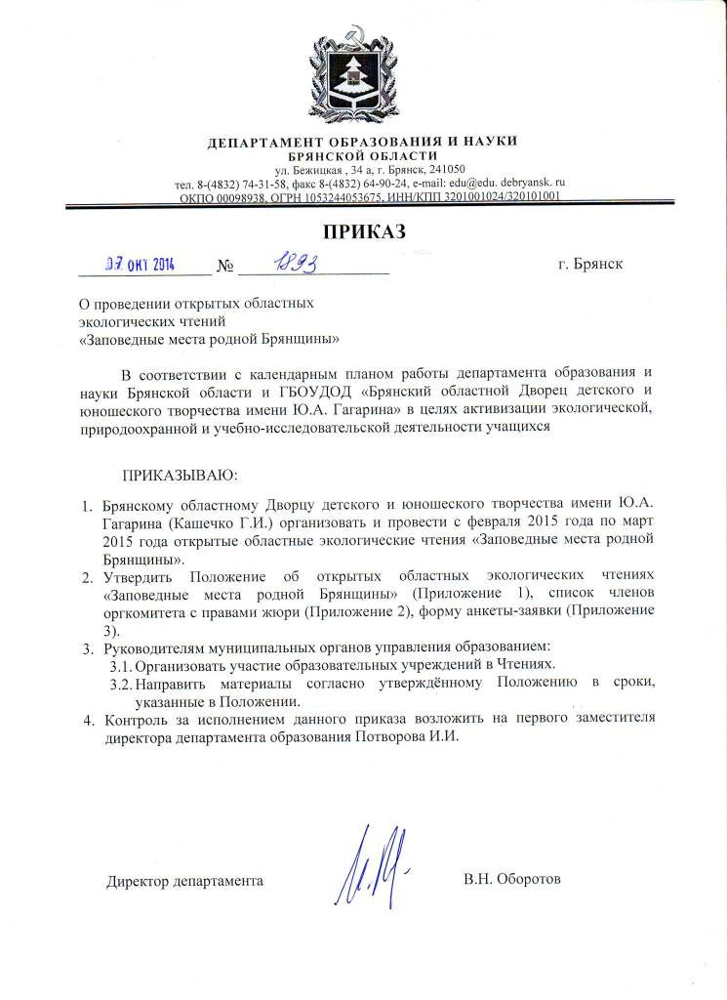 ДЕПАРТАМЕНТ ОБРАЗОВАНИЯ И НАУКИ
БРЯНСКОЙ ОБЛАСТИ
ул. Бежицкая , 34 а, г. Брянск, 241050
тел. 8-(4832) 74-31-58, факс 8-(4832) 64-90-24, e-mail: edu@edu. debryansk. ru
ОКПО 00098938, ОГРН 1053244053675, ИНН/КПП 3201001024/320101001
ПРИКАЗ
07 ОКТ 2014 № 1893 г. Брянск
О проведении открытых областных
экологических чтений
«Заповедные места родной Брянщины»
В соответствии с календарным планом работы департамента образования и
науки Брянской области и ГБОУДОД «Брянский областной Дворец детского и
юношеского творчества имени Ю.А. Гагарина» в целях активизации экологической,
природоохранной и учебно-исследовательской деятельности учащихся
ПРИКАЗЫВАЮ:
1. Брянскому областному Дворцу детского и юношеского творчества имени Ю.А.
Гагарина (Кашечко Г.И.) организовать и провести с февраля 2015 года по март
2015 года открытые областные экологические чтения «Заповедные места родной
Брянщины».
2. Утвердить Положение об открытых областных экологических чтениях
«Заповедные места родной Брянщины» (Приложение 1), список членов
оргкомитета с правами жюри (Приложение 2), форму анкеты-заявки (Приложение
3).
3. Руководителям муниципальных органов управления образованием:
3.1. Организовать участие образовательных учреждений в Чтениях.
3.2. Направить материалы согласно утверждённому Положению в сроки,
указанные в Положении.
4. Контроль за исполнением данного приказа возложить на первого заместителя
директора департамента образования Потворова И.И.
Директор департамента В.Н. Оборотов